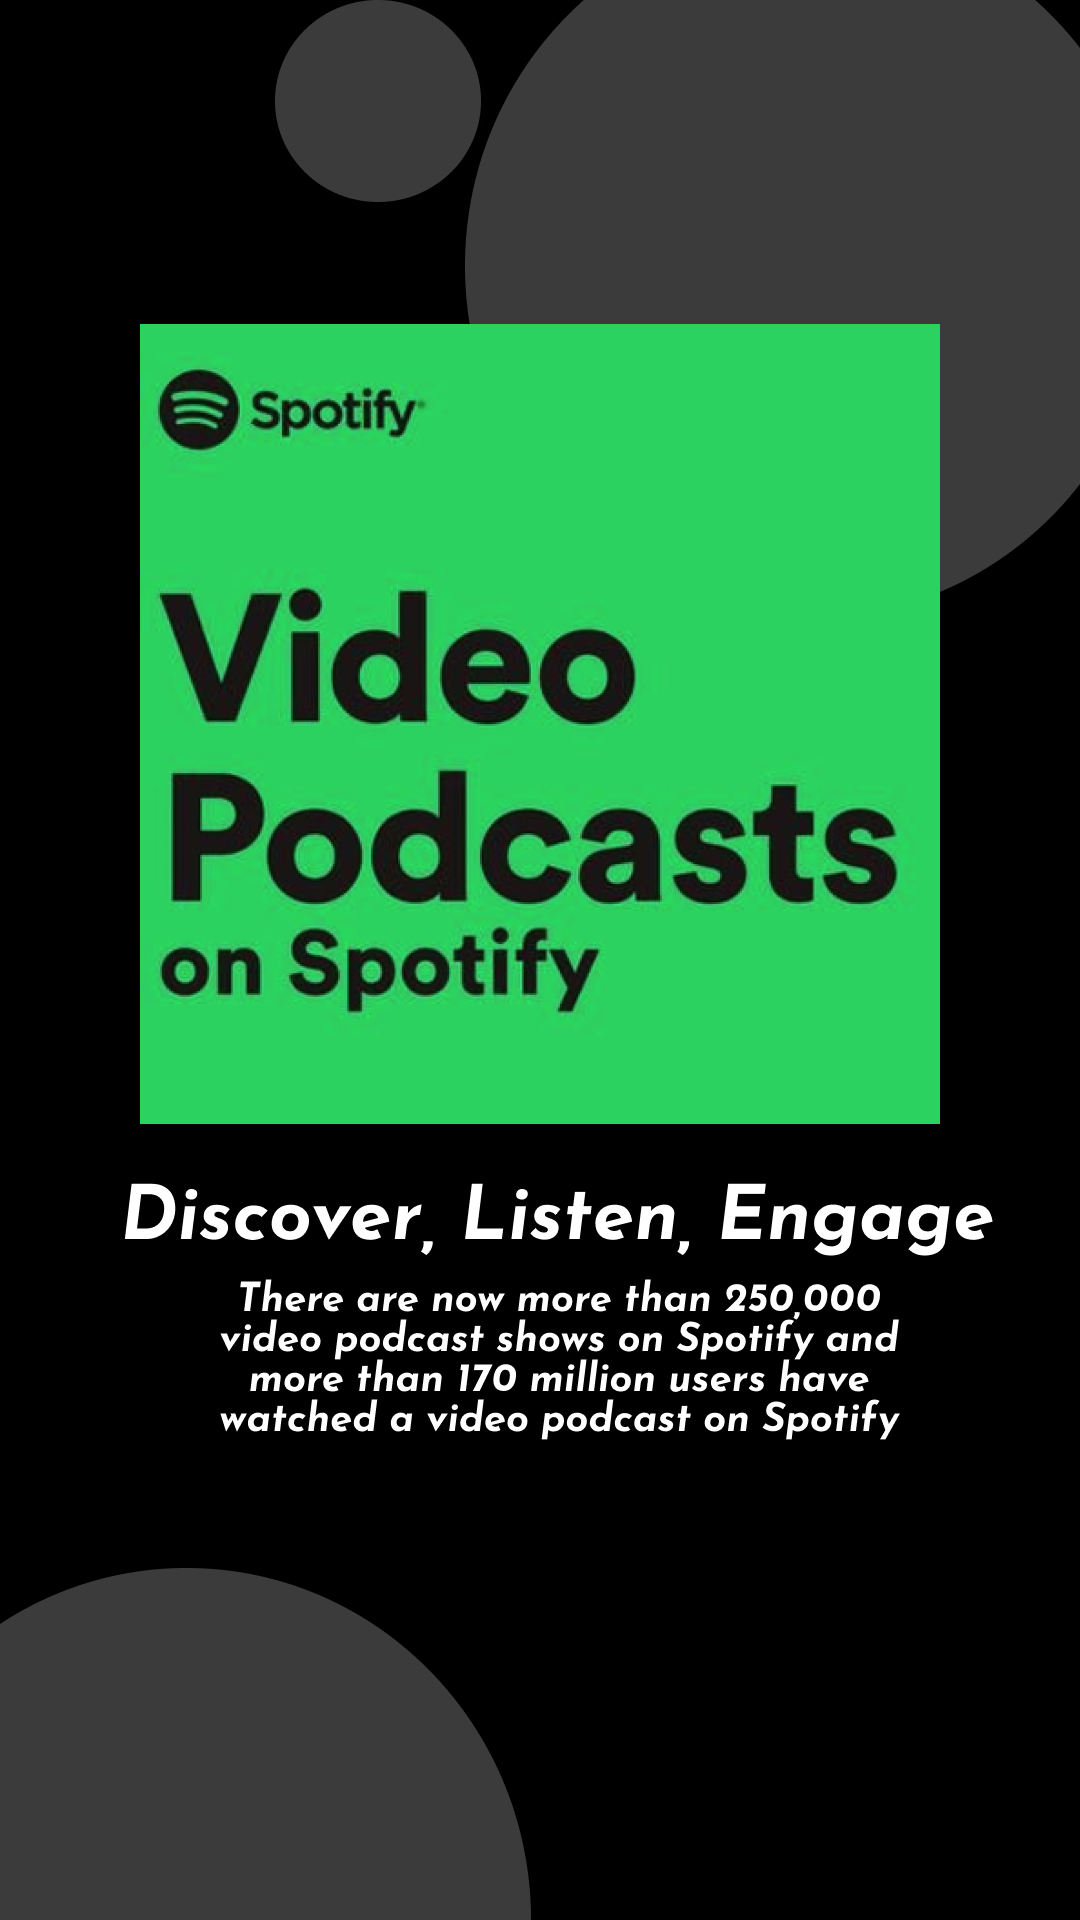 Spotify
Video
Podcasts
on Spotify
Discover, Listen, Engage
There are now more than 250,000
video podcast shows on Spotify and
more than 170 million users have
watched a video podcast on Spotify